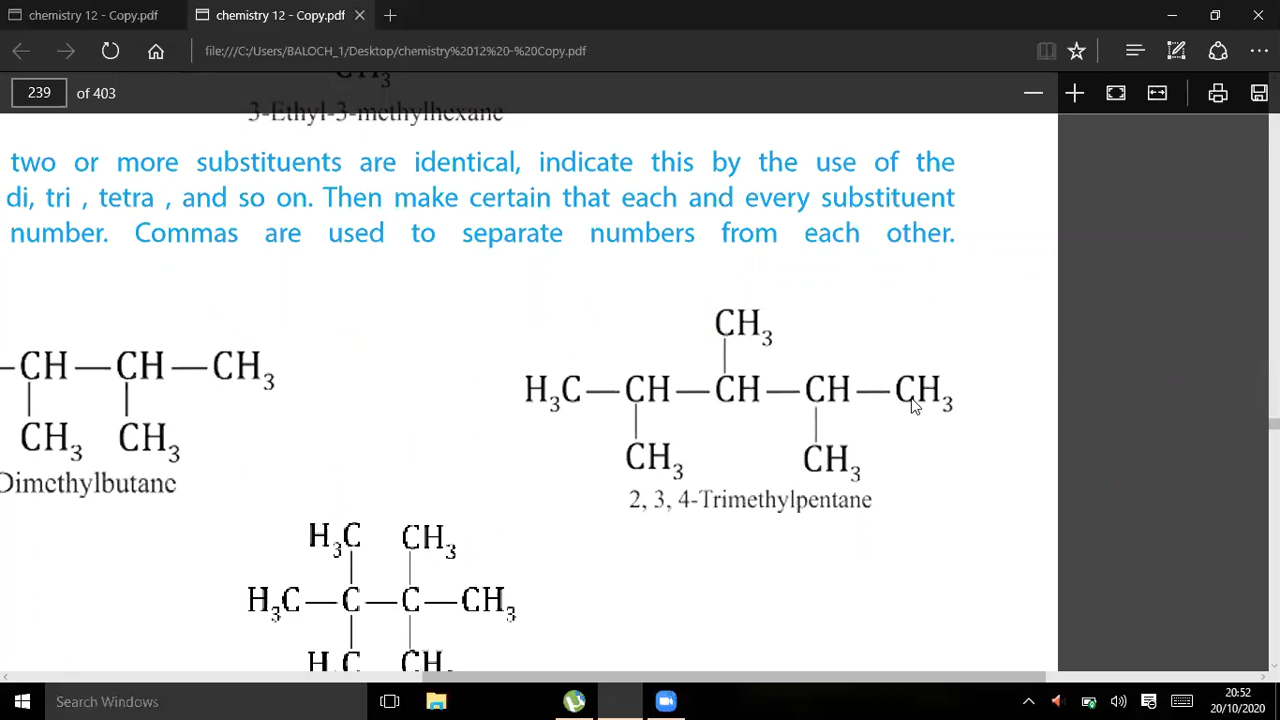 chemistry 12 - Copy.pdf
chemistry 12 - Copy.pdf
file:///C:/Users/BALOCH_1/Desktop/chemistry%2012%20-%20Copy.pdf
239 of 403
CH3
3-Ethyl-3-methylhexane
two or more substituents are identical, indicate this by the use of the
di, tri , tetra , and so on. Then make certain that each and every substituent
number. Commas are used to separate numbers from each other.
CH3
—CH—CH—CH3
H3C—CH—CH—CH—CH3
CH3 CH3
CH3 CH3
Dimethylbutane
2, 3, 4-Trimethylpentane
H3C CH3
H3C—C—C—CH3
H3C CH3
Search Windows
20:52
20/10/2020